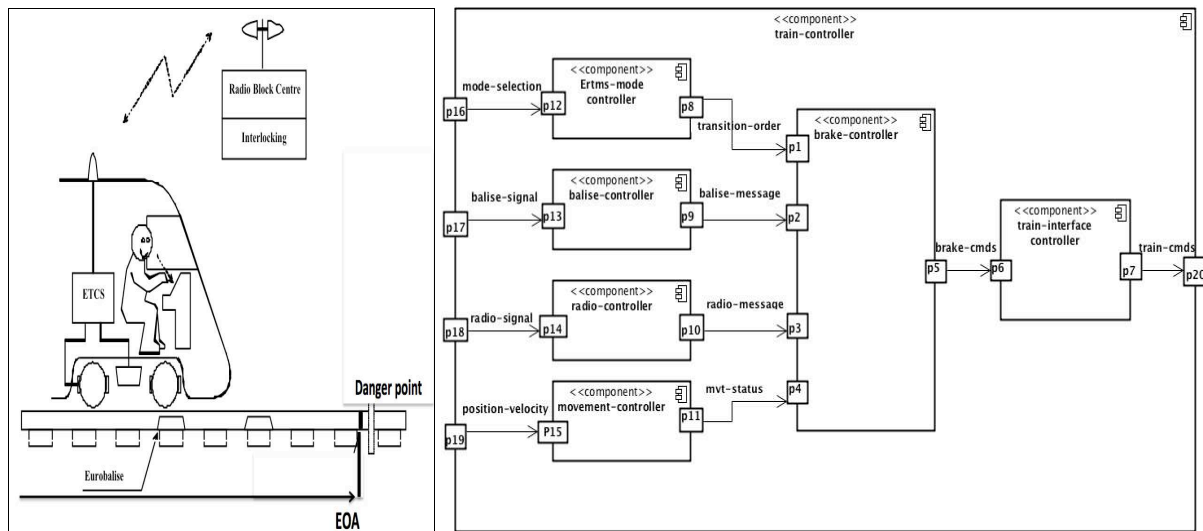 Radio Block Centre
Interlocking
ETCS
Danger point
Eurobalise
EOA
<<component>>
train-controller
mode-selection
p16
p12
<<component>>
Ertms-mode
controller
p8
transition-order
p1
balise-signal
p17
p13
<<component>>
balise-controller
p9
balise-message
p2
radio-signal
p18
p14
<<component>>
radio-controller
p10
radio-message
p3
position-velocity
p19
P15
<<component>>
movement-controller
p11
mvt-status
p4
<<component>>
brake-controller
p5
brake-cmds
p6
<<component>>
train-interface
controller
p7
train-cmds
p20